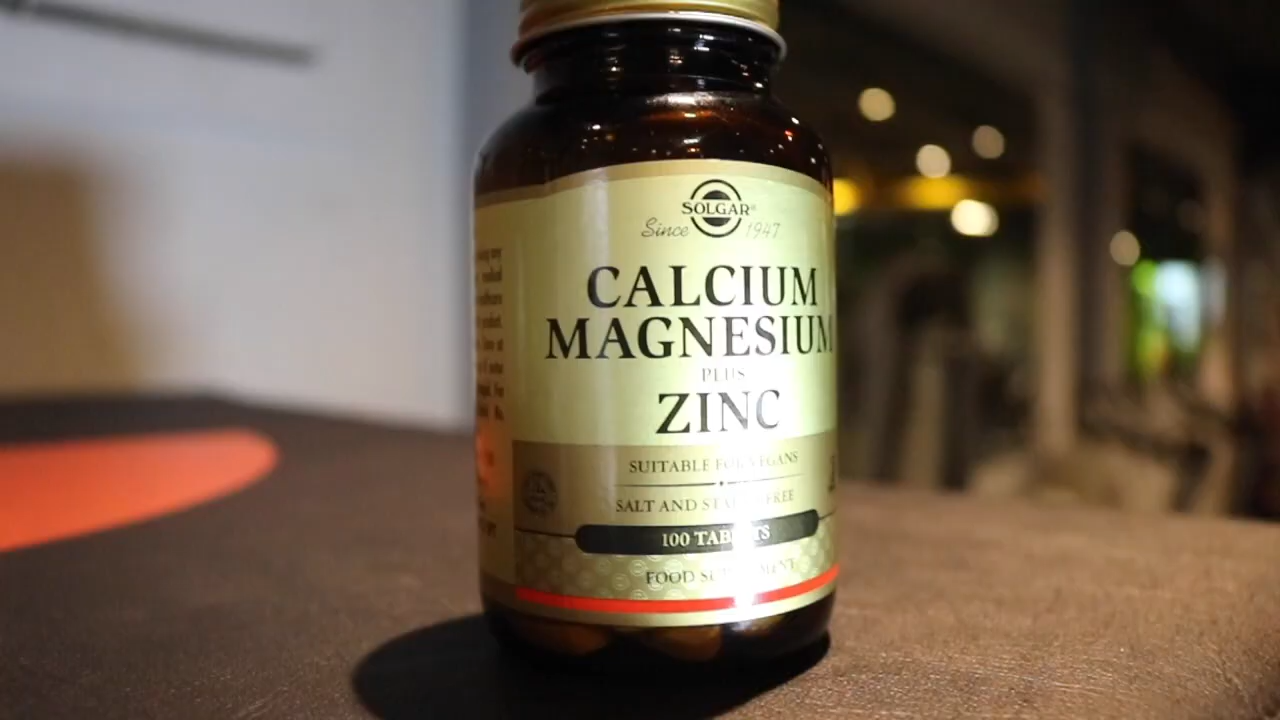 SOLGAR®
Since 1947
CALCIUM
MAGNESIUM
PLUS
ZINC
SUITABLE FOR VEGANS
SALT AND STARCH FREE
100 TABLETS
FOOD SUPPLEMENT